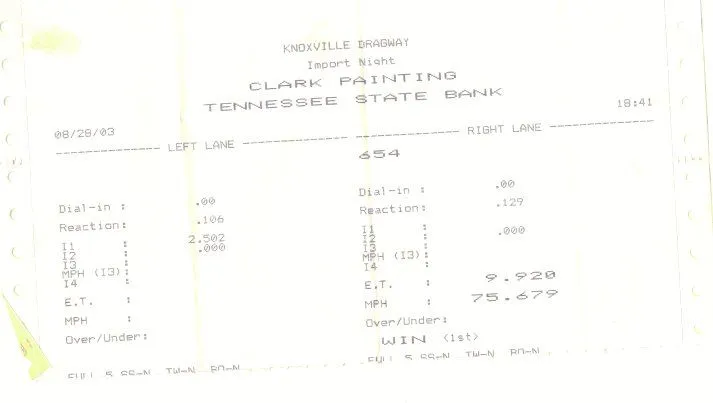 KNOXVILLE DRAGWAY
Import Night
CLARK PAINTING
TENNESSEE STATE BANK
08/28/03 18:41
--------------- LEFT LANE --------------- --------------- RIGHT LANE ---------------
654
Dial-in : .00 Dial-in : .00
Reaction: .106 Reaction: .129
I1 : 2.502 I1 :
I2 : .000 I2 : .000
I3 I3
MPH (I3): MPH (I3):
I4 : I4 :
E.T. : E.T. : 9.920
MPH : MPH : 75.679
Over/Under: Over/Under:
WIN (1st)